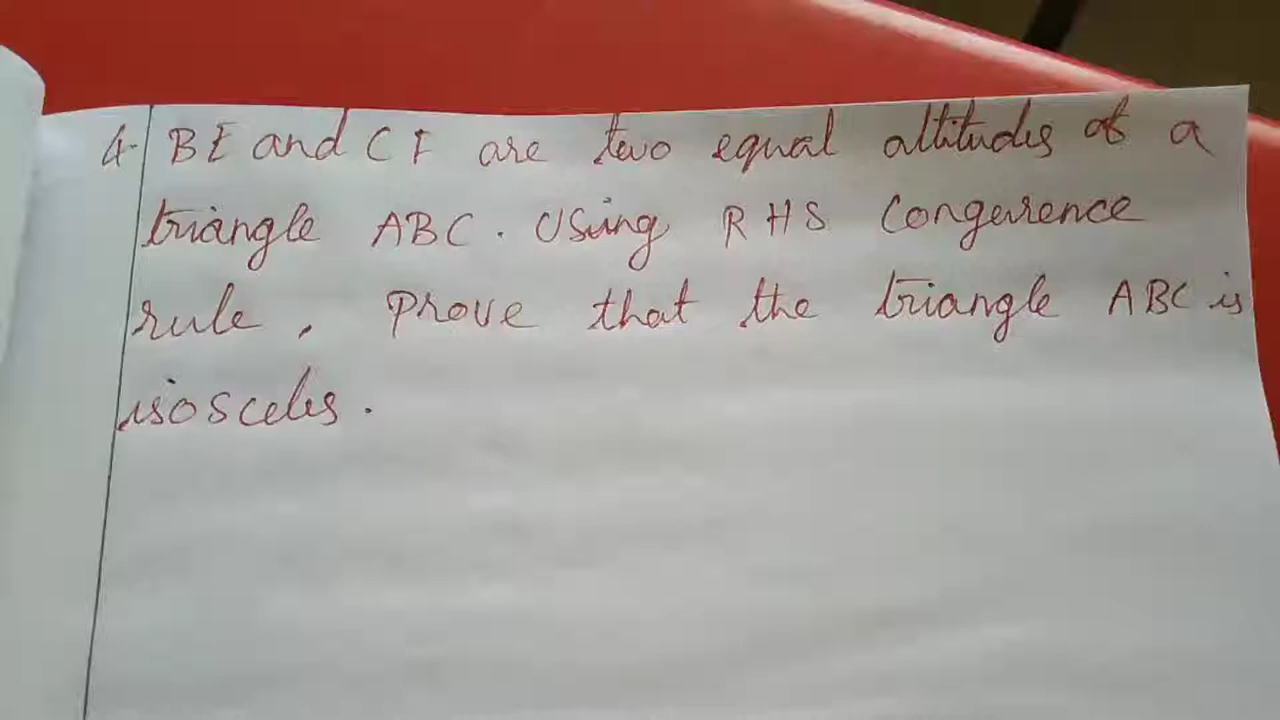 4. BE and CF are two equal altitudes of a
triangle ABC. Using RHS Congurence
rule, Prove that the triangle ABC is
isosceles.